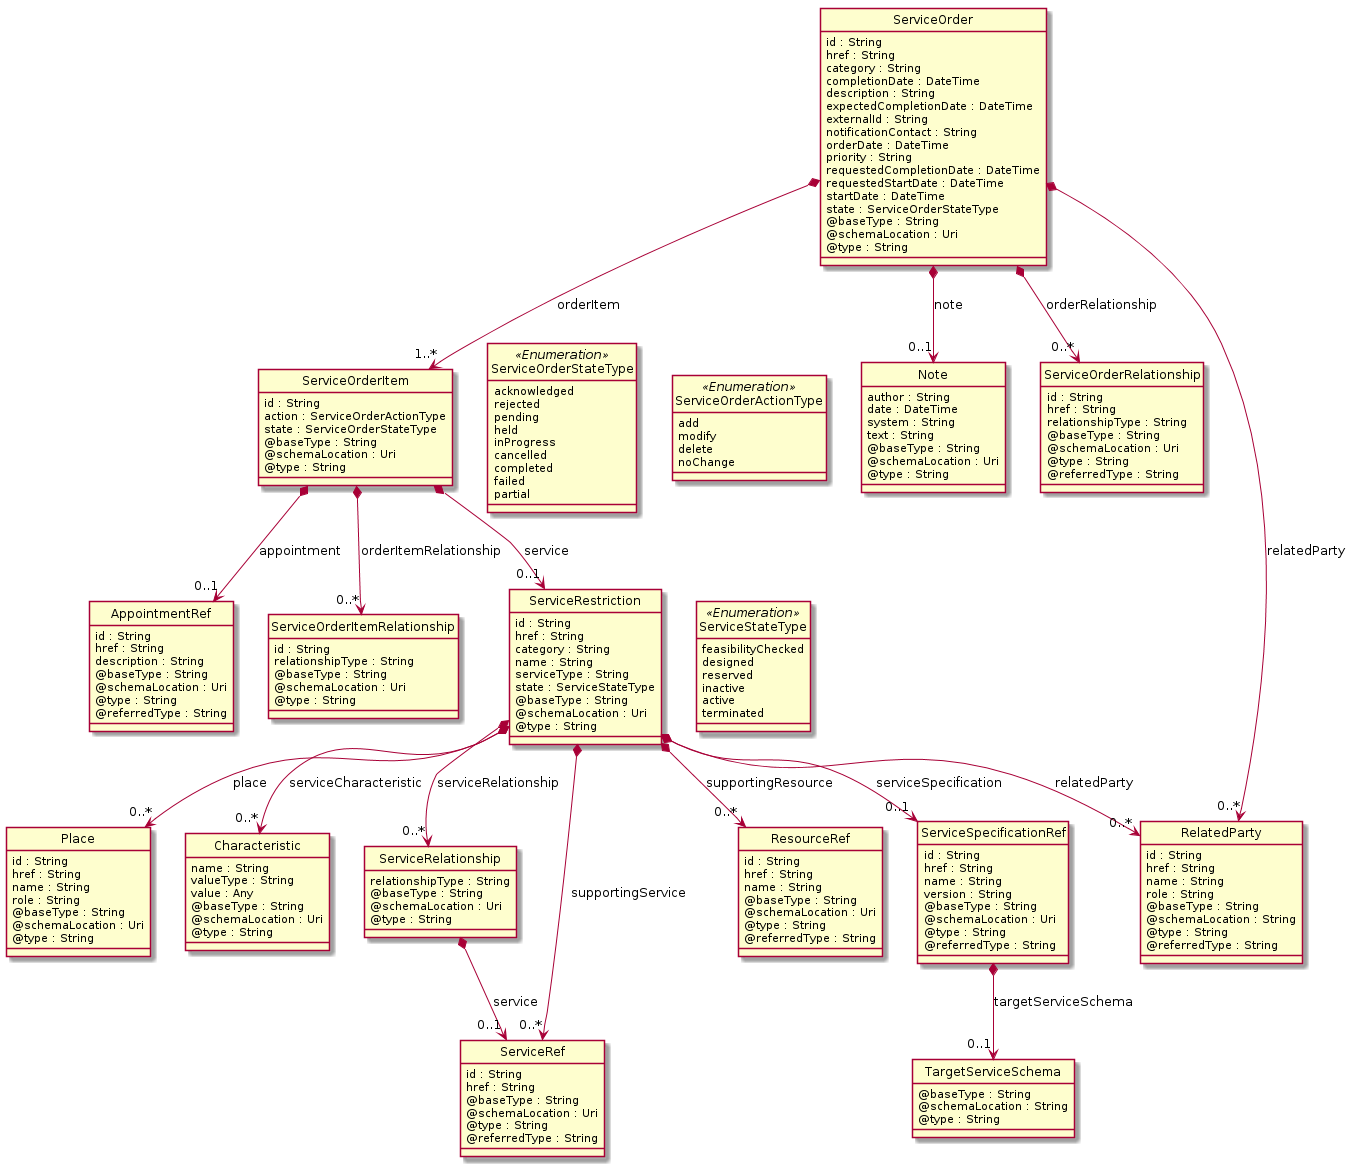 ServiceOrder
id : String
href : String
category : String
completionDate : DateTime
description : String
expectedCompletionDate : DateTime
externalId : String
notificationContact : String
orderDate : DateTime
priority : String
requestedCompletionDate : DateTime
requestedStartDate : DateTime
startDate : DateTime
state : ServiceOrderStateType
@baseType : String
@schemaLocation : Uri
@type : String
orderItem
note
orderRelationship
1..*
0..1
0..*
ServiceOrderItem
id : String
action : ServiceOrderActionType
state : ServiceOrderStateType
@baseType : String
@schemaLocation : Uri
@type : String
«Enumeration»
ServiceOrderStateType
acknowledged
rejected
pending
held
inProgress
cancelled
completed
failed
partial
«Enumeration»
ServiceOrderActionType
add
modify
delete
noChange
Note
author : String
date : DateTime
system : String
text : String
@baseType : String
@schemaLocation : Uri
@type : String
ServiceOrderRelationship
id : String
href : String
relationshipType : String
@baseType : String
@schemaLocation : Uri
@type : String
@referredType : String
appointment
orderItemRelationship
service
relatedParty
0..1
0..*
0..1
AppointmentRef
id : String
href : String
description : String
@baseType : String
@schemaLocation : Uri
@type : String
@referredType : String
ServiceOrderItemRelationship
id : String
relationshipType : String
@baseType : String
@schemaLocation : Uri
@type : String
ServiceRestriction
id : String
href : String
category : String
name : String
serviceType : String
state : ServiceStateType
@baseType : String
@schemaLocation : Uri
@type : String
«Enumeration»
ServiceStateType
feasibilityChecked
designed
reserved
inactive
active
terminated
place
serviceCharacteristic
serviceRelationship
supportingResource
serviceSpecification
relatedParty
0..*
0..*
0..*
0..*
0..1
0..*
0..*
Place
id : String
href : String
name : String
role : String
@baseType : String
@schemaLocation : Uri
@type : String
Characteristic
name : String
valueType : String
value : Any
@baseType : String
@schemaLocation : Uri
@type : String
ServiceRelationship
relationshipType : String
@baseType : String
@schemaLocation : Uri
@type : String
supportingService
ResourceRef
id : String
href : String
name : String
@baseType : String
@schemaLocation : Uri
@type : String
@referredType : String
ServiceSpecificationRef
id : String
href : String
name : String
version : String
@baseType : String
@schemaLocation : Uri
@type : String
@referredType : String
RelatedParty
id : String
href : String
name : String
role : String
@baseType : String
@schemaLocation : String
@type : String
@referredType : String
service
targetServiceSchema
0..1
0..*
0..1
ServiceRef
id : String
href : String
@baseType : String
@schemaLocation : Uri
@type : String
@referredType : String
TargetServiceSchema
@baseType : String
@schemaLocation : String
@type : String